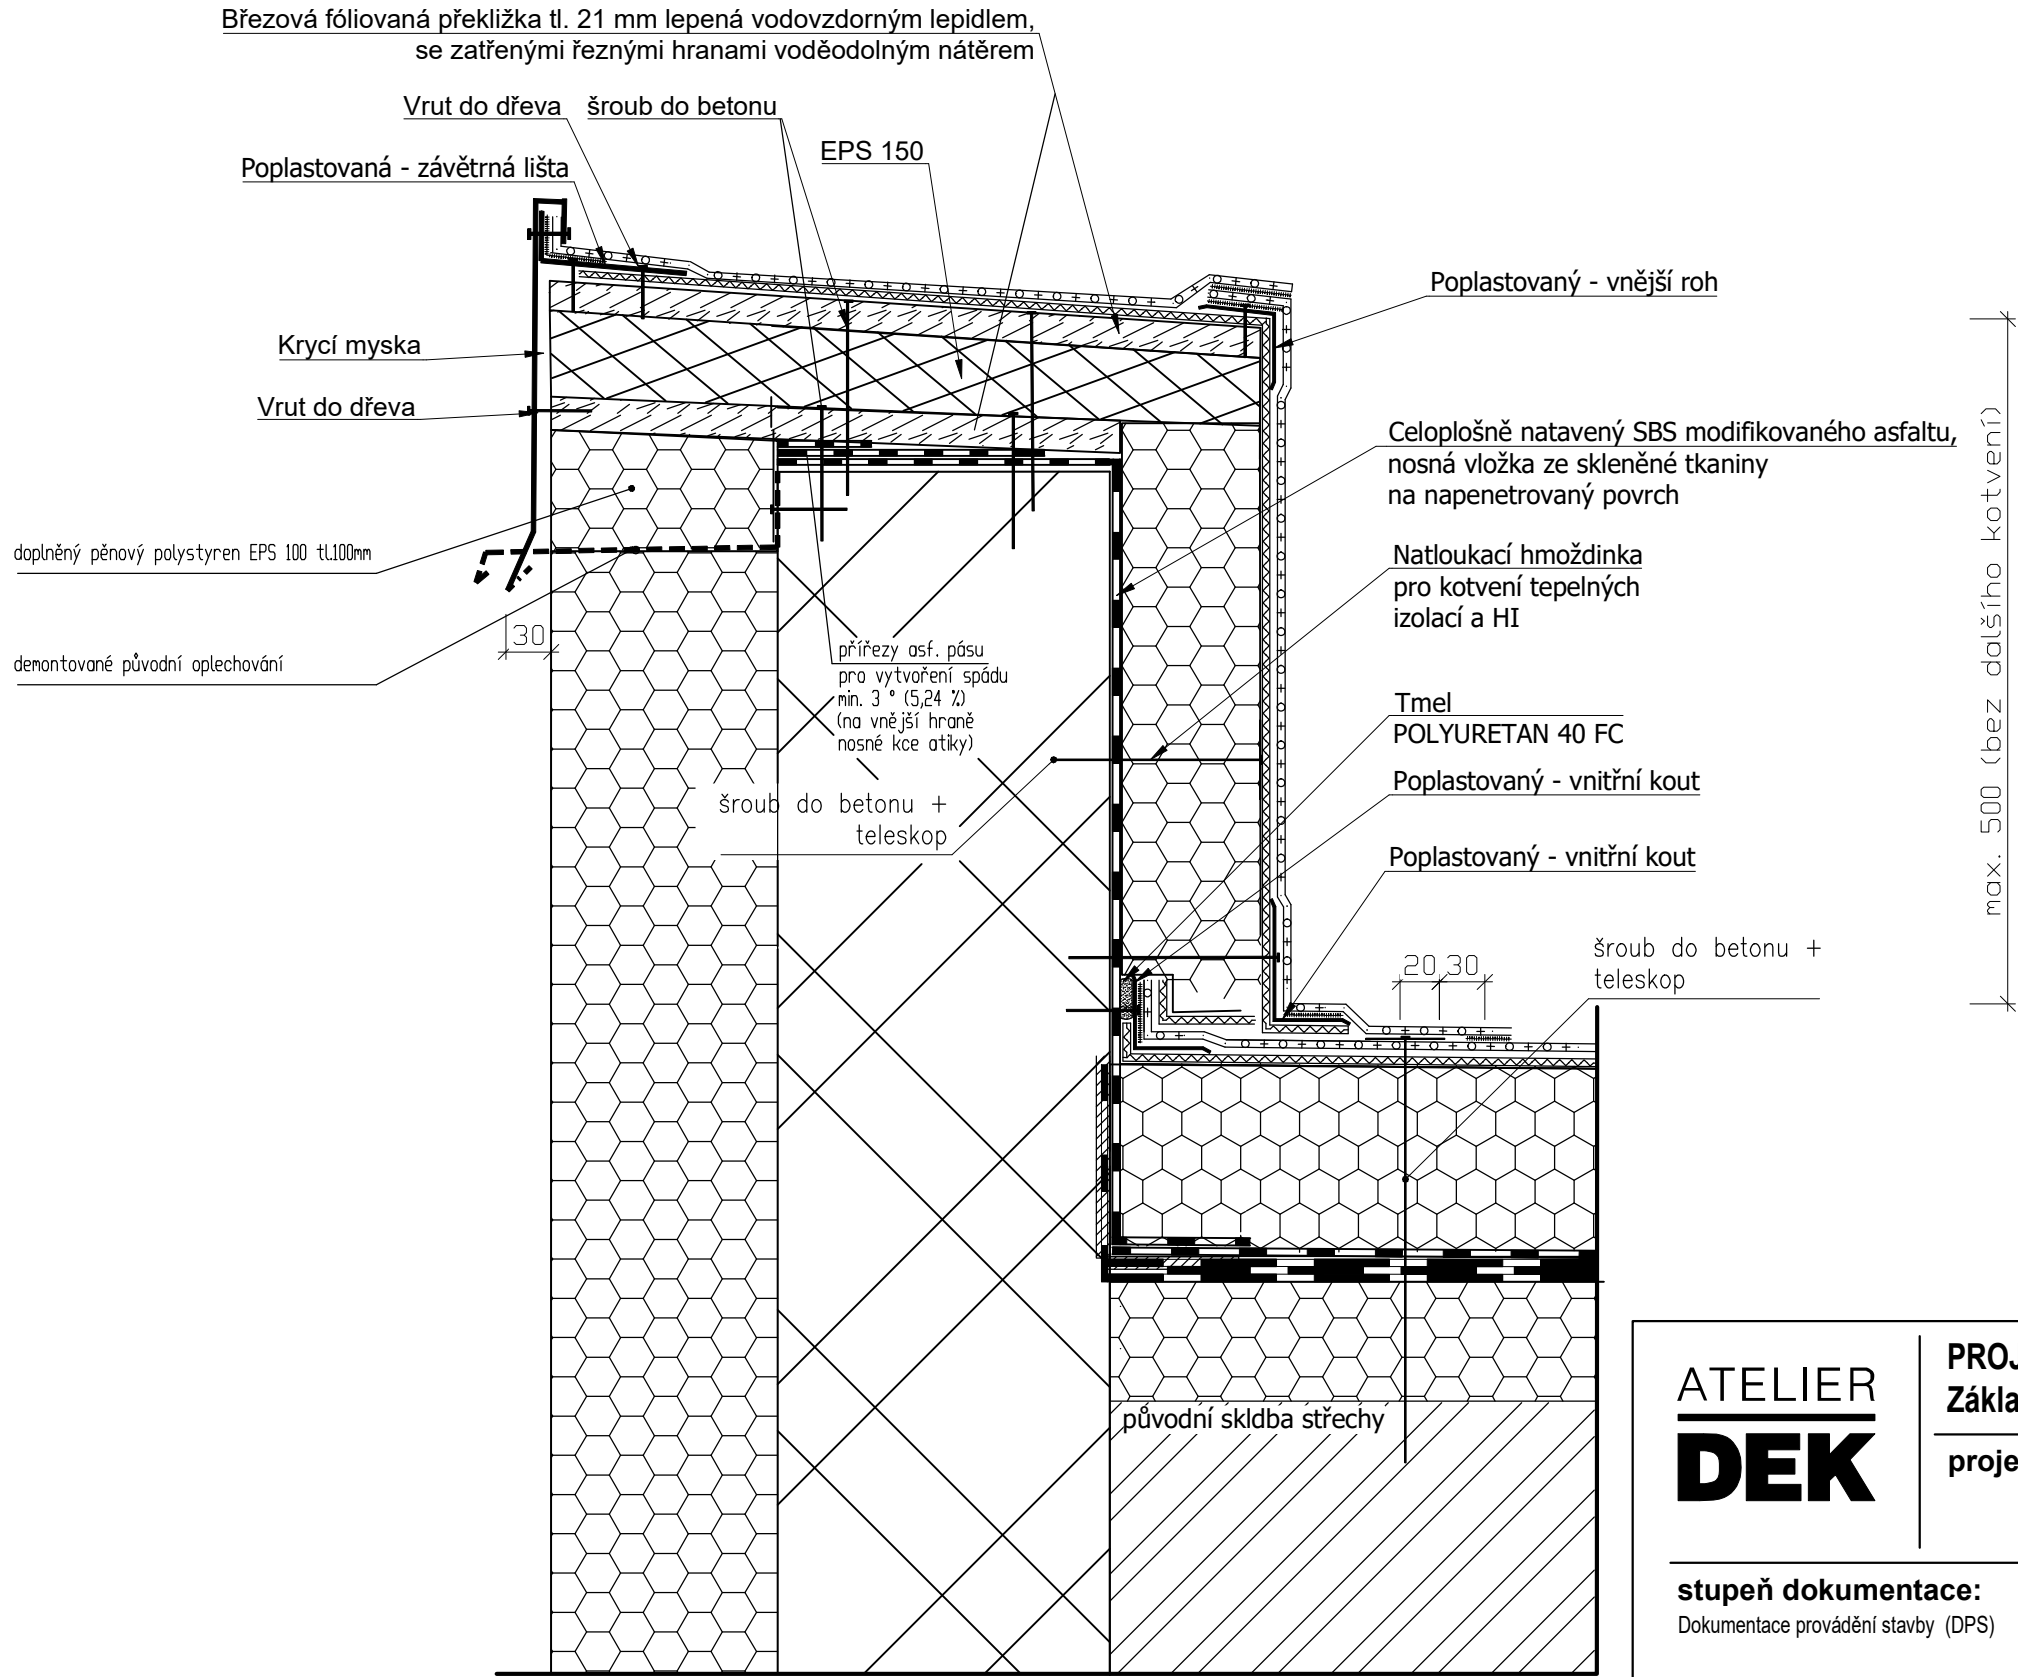 Březová fóliovaná překližka tl. 21 mm lepená vodovzdorným lepidlem,
se zatřenými řeznými hranami voděodolným nátěrem
Vrut do dřeva
šroub do betonu
EPS 150
Poplastovaná - závětrná lišta
Poplastovaný - vnější roh
Krycí myska
Vrut do dřeva
Celoplošně natavený SBS modifikovaného asfaltu,
nosná vložka ze skleněné tkaniny
na napenetrovaný povrch
doplněný pěnový polystyren EPS 100 tl.100mm
Natloukací hmoždinka
pro kotvení tepelných
izolací a HI
30
demontované původní oplechování
přířezy asf. pásu
pro vytvoření spádu
min. 3 ° (5,24 %)
(na vnější hraně
nosné kce atiky)
Tmel
POLYURETAN 40 FC
šroub do betonu +
teleskop
Poplastovaný - vnitřní kout
Poplastovaný - vnitřní kout
max. 500 (bez dalšího kotvení)
20 30
šroub do betonu +
teleskop
původní skldba střechy
ATELIER
DEK
PROJ
Zákla
proje
stupeň dokumentace:
Dokumentace provádění stavby (DPS)